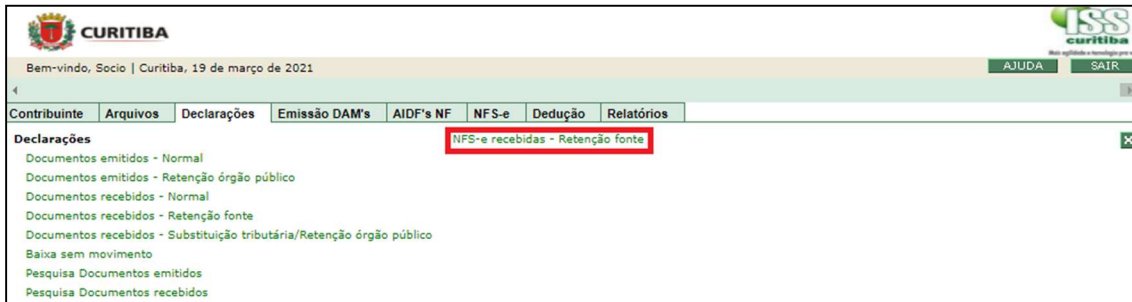 CURITIBA
ISS
curitiba
Bem-vindo, Socio | Curitiba, 19 de março de 2021
AJUDA SAIR
Contribuinte Arquivos Declarações Emissão DAM's AIDF's NF NFS-e Dedução Relatórios
Declarações NFS-e recebidas - Retenção fonte
Documentos emitidos - Normal
Documentos emitidos - Retenção órgão público
Documentos recebidos - Normal
Documentos recebidos - Retenção fonte
Documentos recebidos - Substituição tributária/Retenção órgão público
Baixa sem movimento
Pesquisa Documentos emitidos
Pesquisa Documentos recebidos